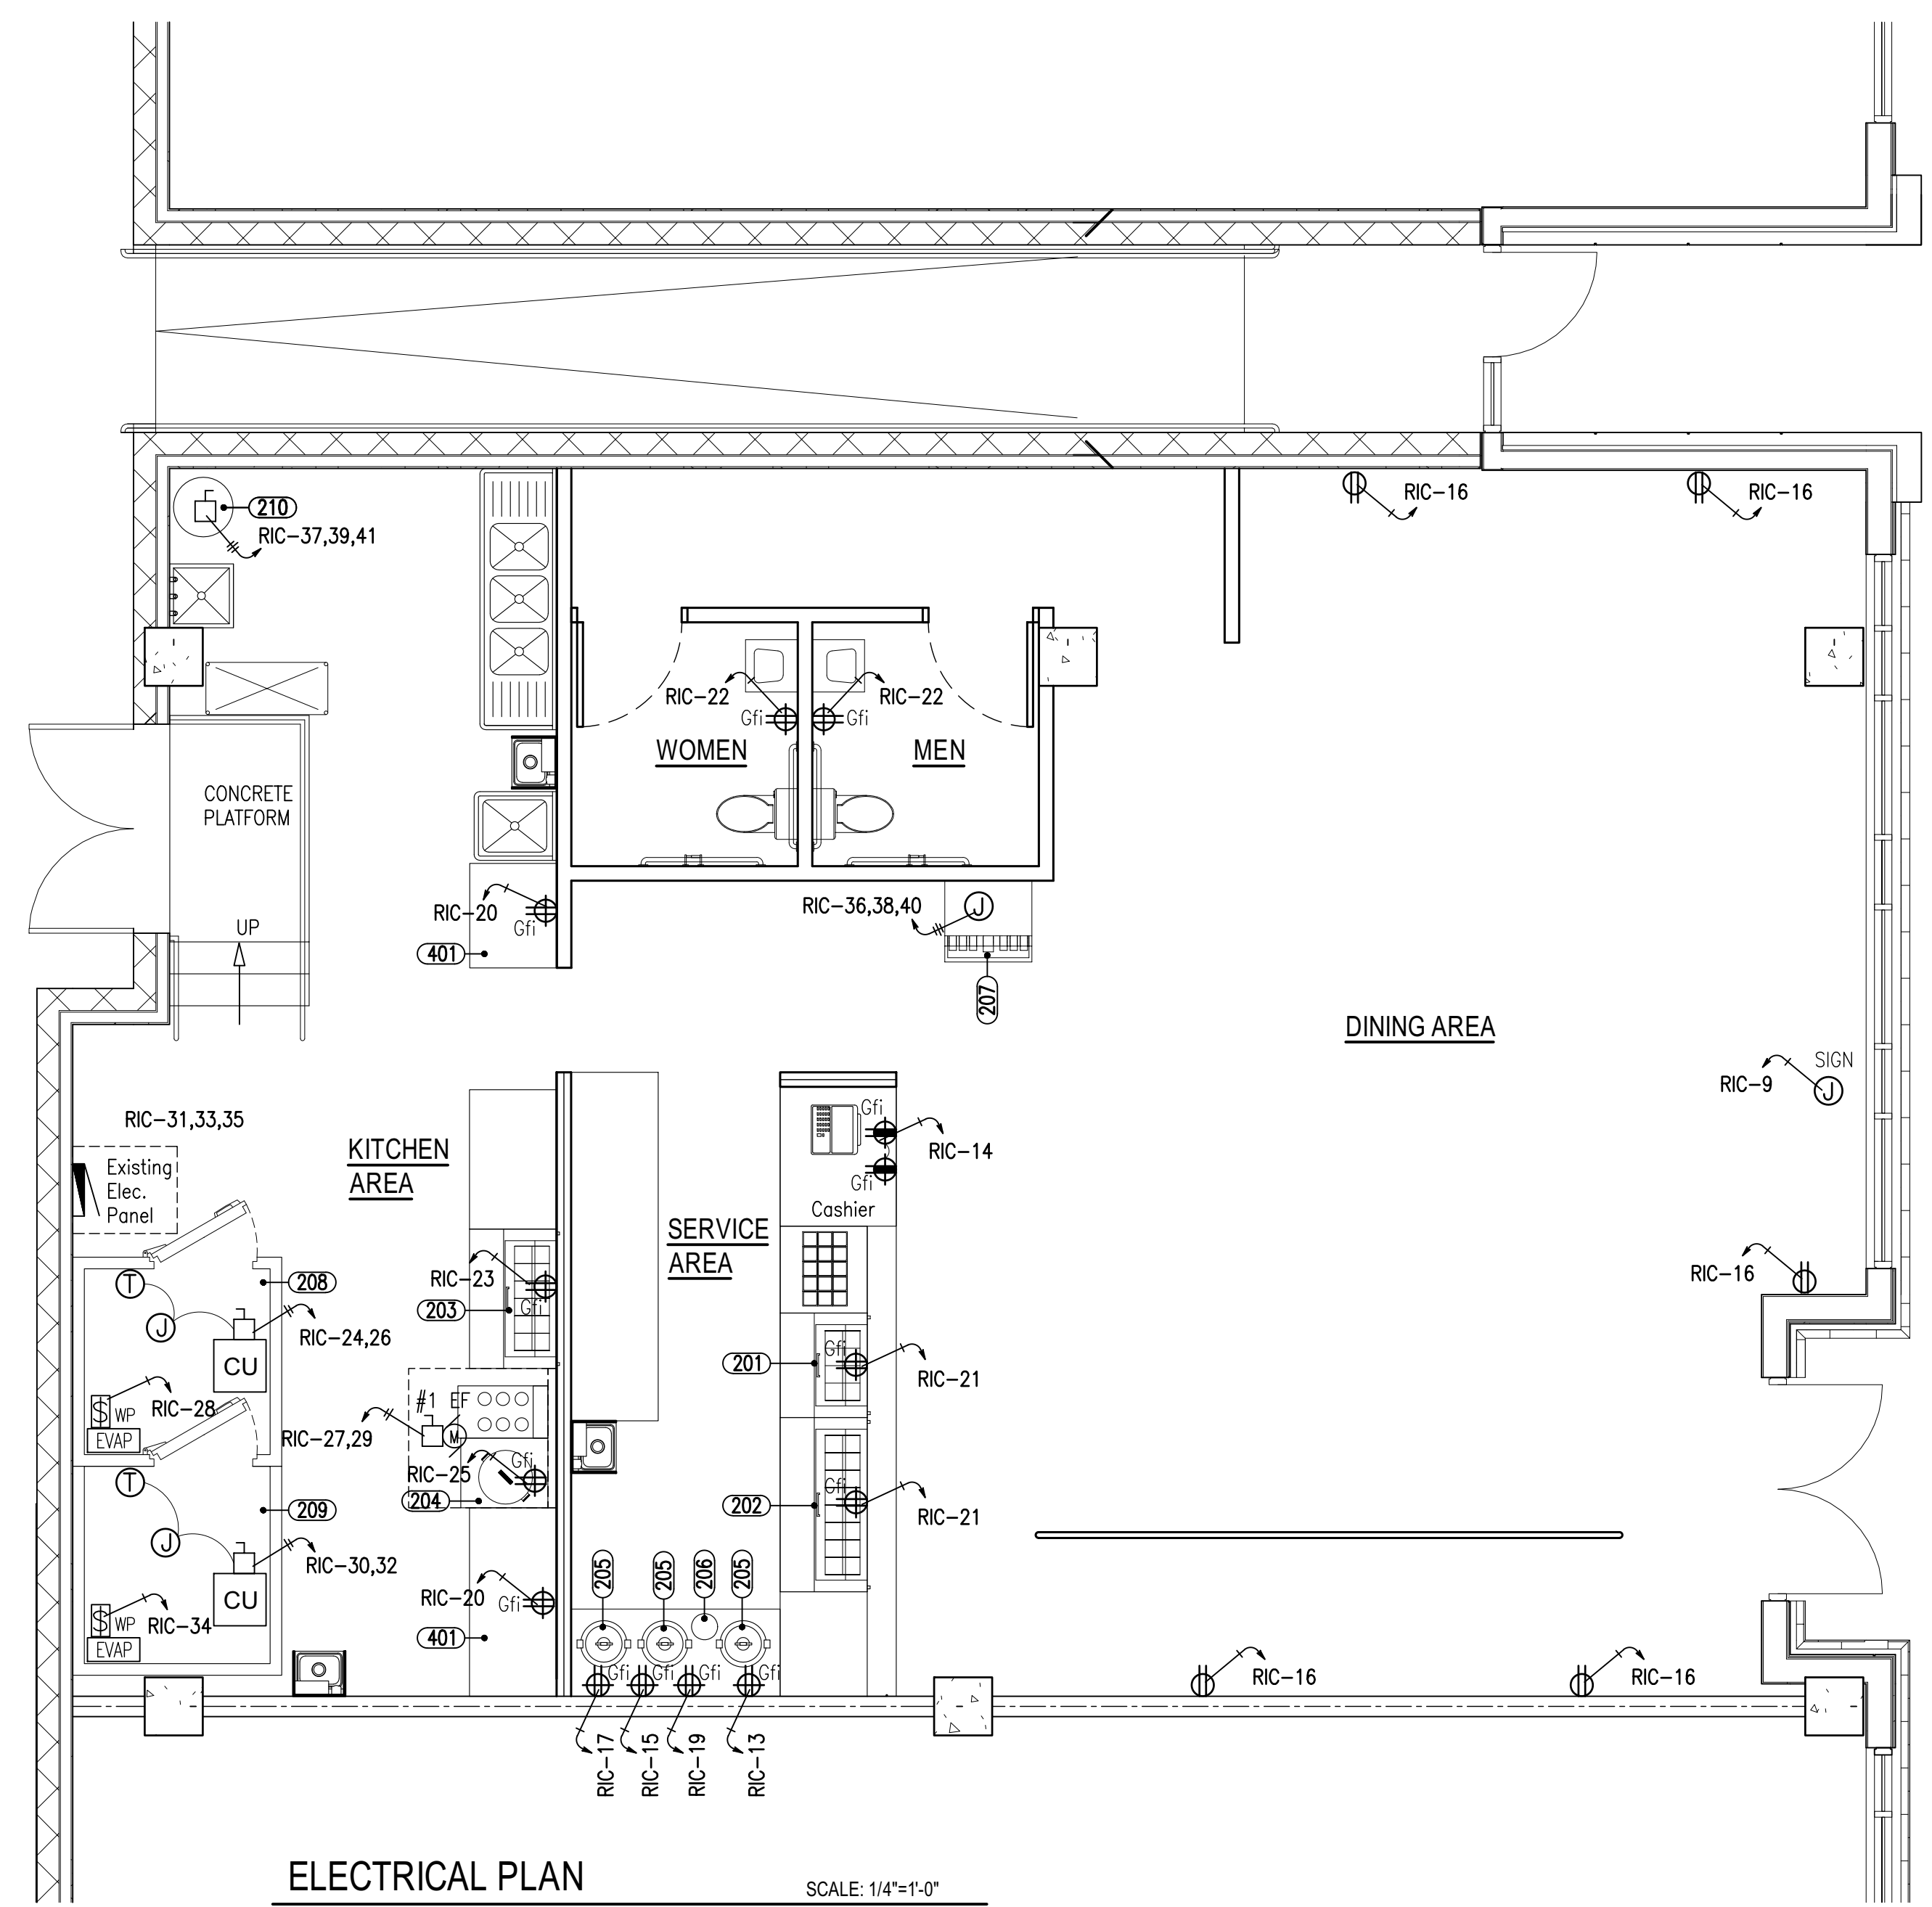 RIC-16
RIC-16
210
RIC-37,39,41
RIC-22
RIC-22
Gfi
Gfi
WOMEN
MEN
CONCRETE
PLATFORM
RIC-20
Gfi
RIC-36,38,40
J
UP
401
207
DINING AREA
SIGN
RIC-9
J
RIC-31,33,35
Gfi
KITCHEN
AREA
RIC-14
Existing
Elec.
Panel
Gfi
Cashier
SERVICE
AREA
RIC-23
RIC-16
T
208
203
Gfi
J
RIC-24,26
Gfi
201
CU
RIC-21
#1 EF
RIC-28
S
WP
EVAP
RIC-27,29
M
Gfi
RIC-25
T
204
Gfi
202
209
RIC-21
J
RIC-30,32
CU
205
205
206
205
RIC-20
Gfi
S
WP
RIC-34
EVAP
401
Gfi
Gfi
Gfi
Gfi
RIC-16
RIC-16
RIC-17
RIC-15
RIC-19
RIC-13
ELECTRICAL PLAN
SCALE: 1/4"=1'-0"